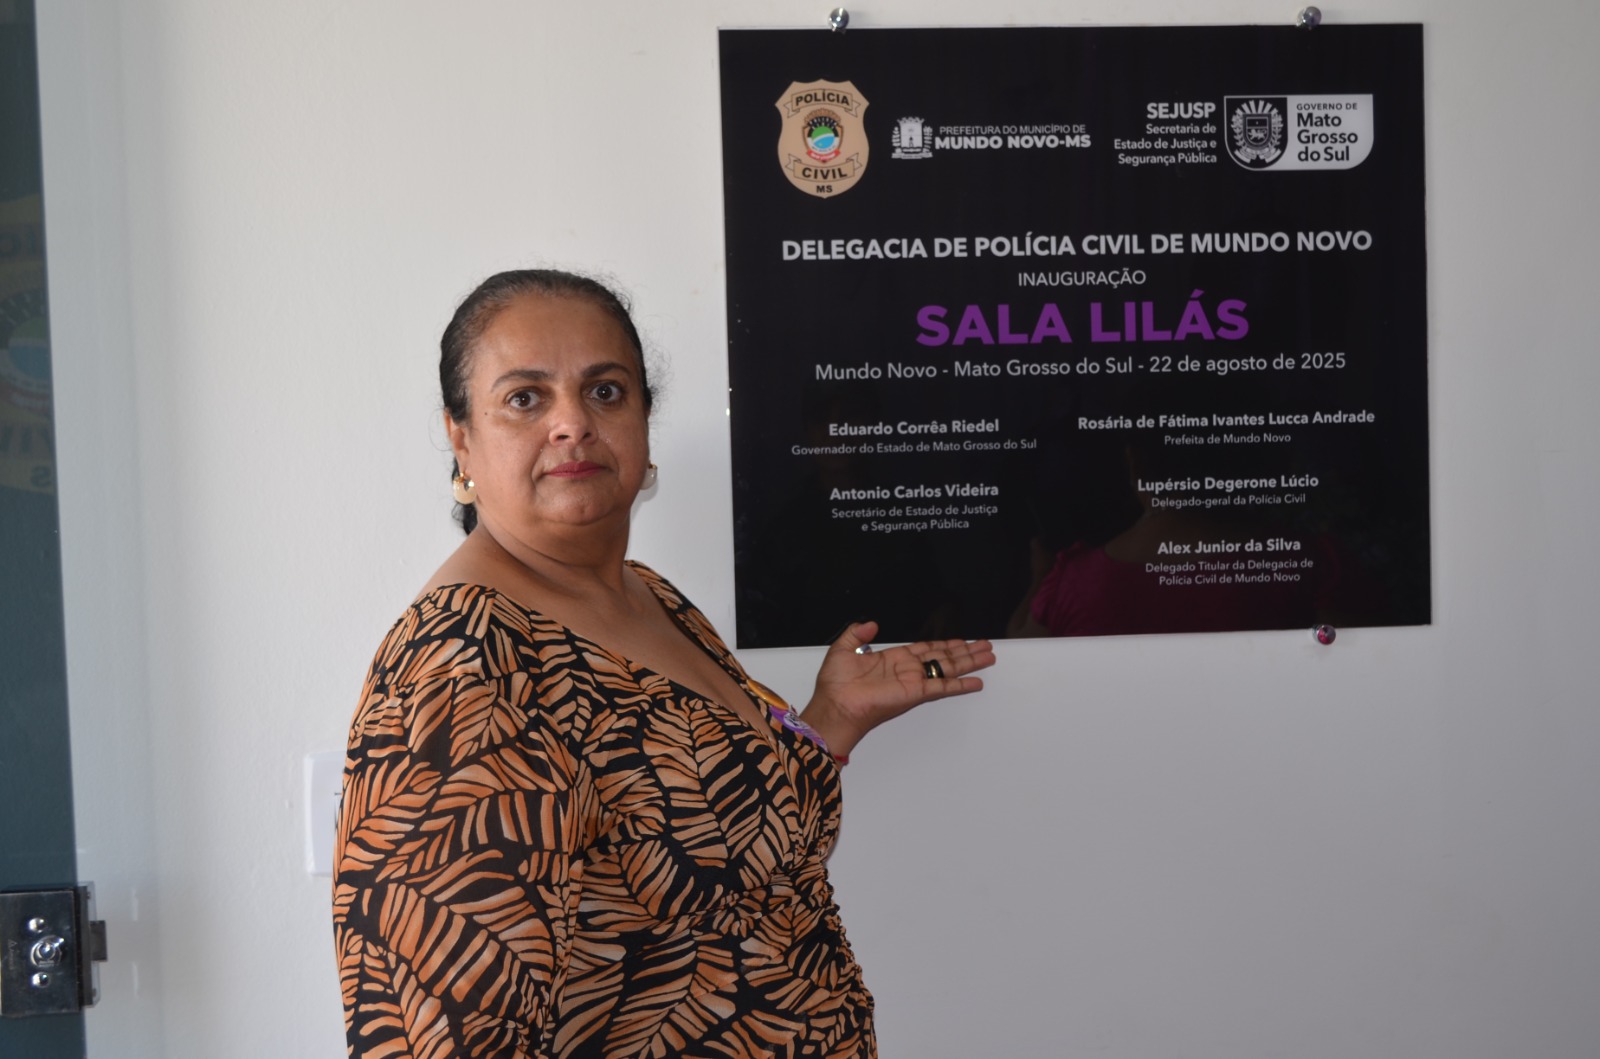 POLÍCIA
CIVIL
MS
PREFEITURA DO MUNICÍPIO DE
MUNDO NOVO-MS
SEJUSP
Secretaria de
Estado de Justiça e
Segurança Pública
GOVERNO DE
Mato
Grosso
do Sul
DELEGACIA DE POLÍCIA CIVIL DE MUNDO NOVO
INAUGURAÇÃO
SALA LILÁS
Mundo Novo - Mato Grosso do Sul - 22 de agosto de 2025
Eduardo Corrêa Riedel
Governador do Estado de Mato Grosso do Sul
Antonio Carlos Videira
Secretário de Estado de Justiça
e Segurança Pública
Rosária de Fátima Ivantes Lucca Andrade
Prefeita de Mundo Novo
Lupérsio Degerone Lúcio
Delegado-geral da Polícia Civil
Alex Junior da Silva
Delegado Titular da Delegacia de
Polícia Civil de Mundo Novo